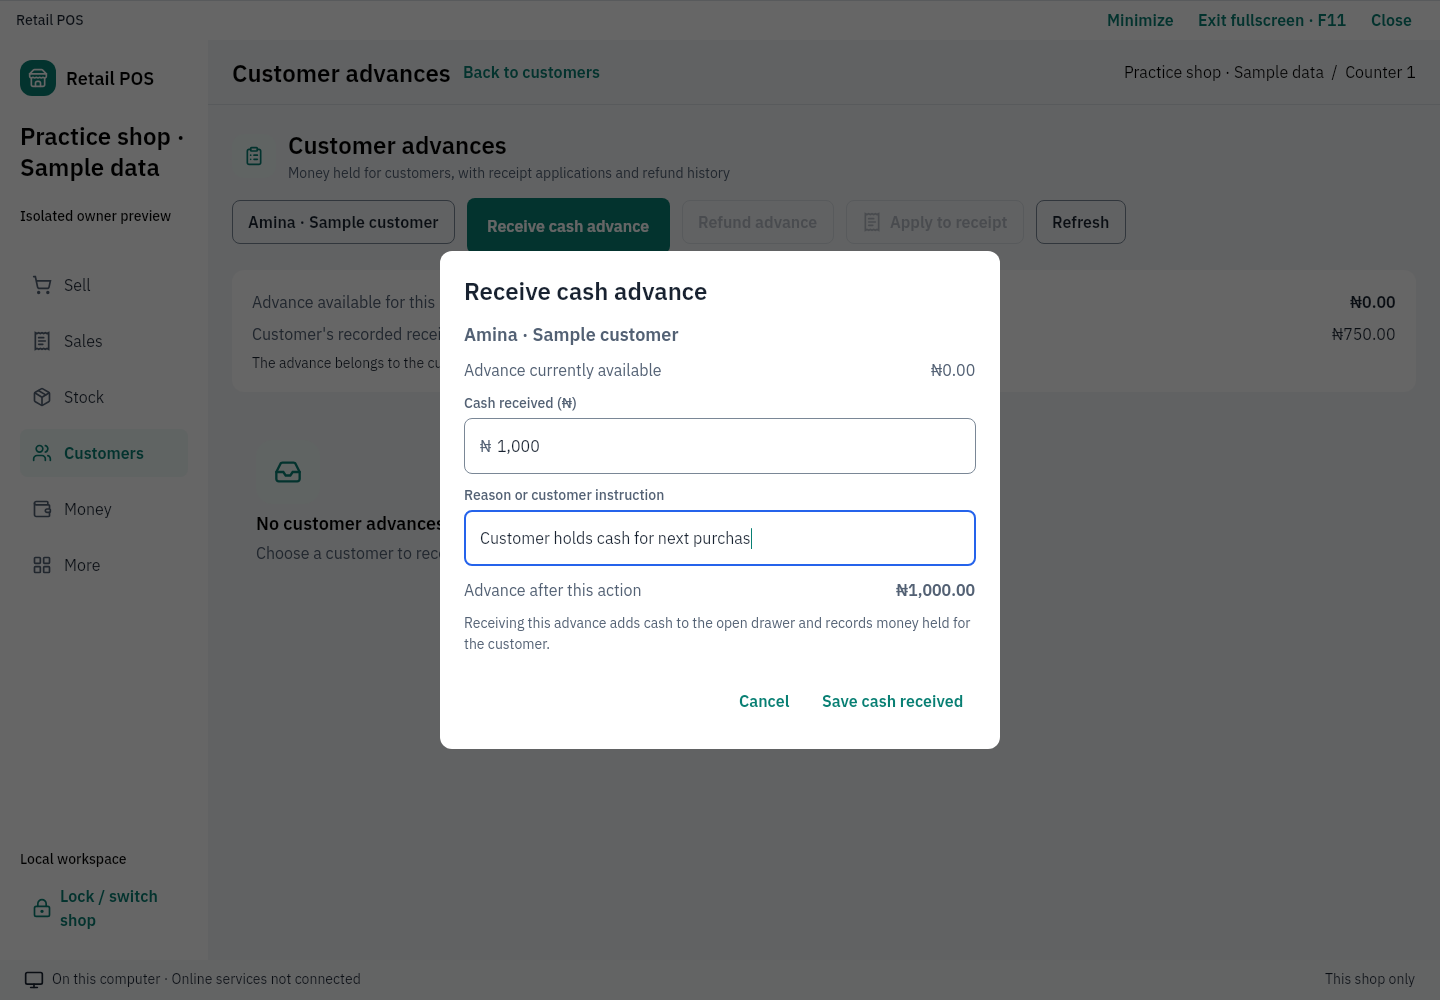 Retail POS
Minimize
Exit fullscreen · F11
Close
Retail POS
Practice shop ·
Sample data
Isolated owner preview
Sell
Sales
Stock
Customers
Money
More
Local workspace
Lock / switch
shop
Customer advances
Back to customers
Practice shop · Sample data / Counter 1
Customer advances
Money held for customers, with receipt applications and refund history
Amina · Sample customer
Receive cash advance
Refund advance
Apply to receipt
Refresh
Advance available for this
₦0.00
Customer's recorded recei
₦750.00
The advance belongs to the cu
No customer advances
Choose a customer to rec
Receive cash advance
Amina · Sample customer
Advance currently available
₦0.00
Cash received (₦)
₦ 1,000
Reason or customer instruction
Customer holds cash for next purchas
Advance after this action
₦1,000.00
Receiving this advance adds cash to the open drawer and records money held for
the customer.
Cancel
Save cash received
On this computer · Online services not connected
This shop only